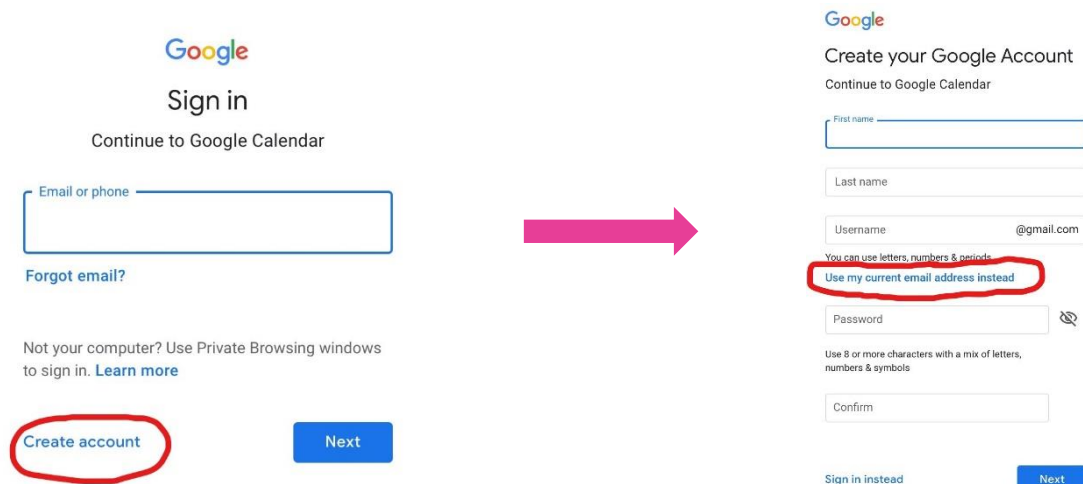 Google
Sign in
Continue to Google Calendar
Email or phone
Forgot email?
Not your computer? Use Private Browsing windows
to sign in. Learn more
Create account
Next
Google
Create your Google Account
Continue to Google Calendar
First name
Last name
Username @gmail.com
You can use letters, numbers & periods
Use my current email address instead
Password
Use 8 or more characters with a mix of letters,
numbers & symbols
Confirm
Sign in instead
Next